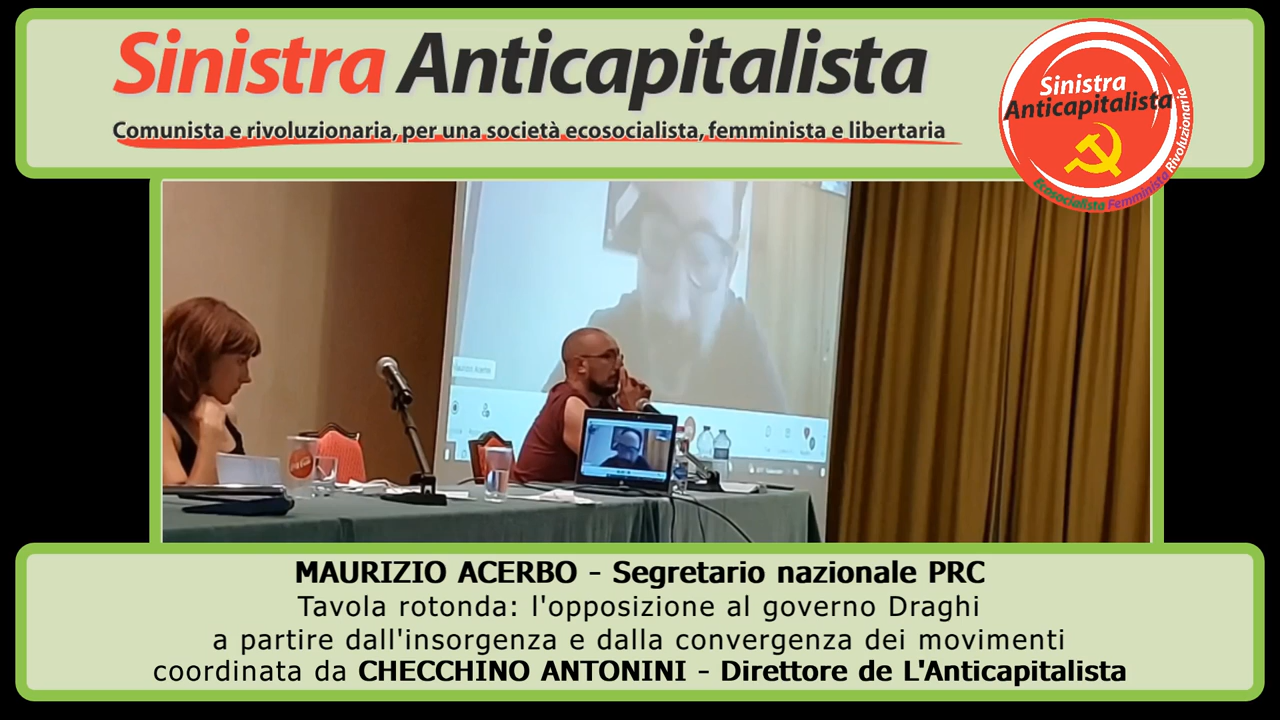 Sinistra Anticapitalista
Comunista e rivoluzionaria, per una società ecosocialista, femminista e libertaria
Sinistra
Anticapitalista
Ecosocialista Femminista Rivoluzionaria
Maurizio Acerbo
MAURIZIO ACERBO - Segretario nazionale PRC
Tavola rotonda: l'opposizione al governo Draghi
a partire dall'insorgenza e dalla convergenza dei movimenti
coordinata da CHECCHINO ANTONINI - Direttore de L'Anticapitalista